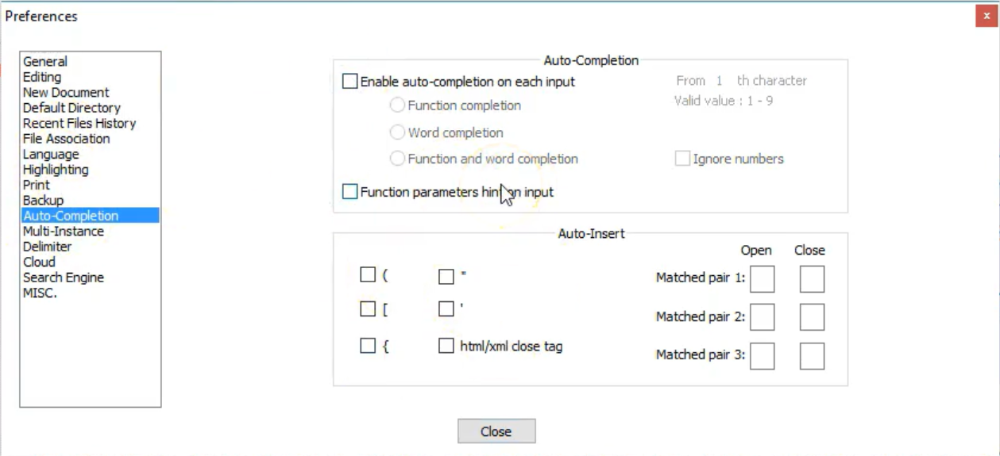 Preferences
x
General
Editing
New Document
Default Directory
Recent Files History
File Association
Language
Highlighting
Print
Backup
Auto-Completion
Multi-Instance
Delimiter
Cloud
Search Engine
MISC.
Auto-Completion
Enable auto-completion on each input
From 1 th character
Valid value : 1 - 9
Function completion
Word completion
Function and word completion
Ignore numbers
Function parameters hint on input
Auto-Insert
Open Close
( "
Matched pair 1:
[ '
Matched pair 2:
{ html/xml close tag
Matched pair 3:
Close